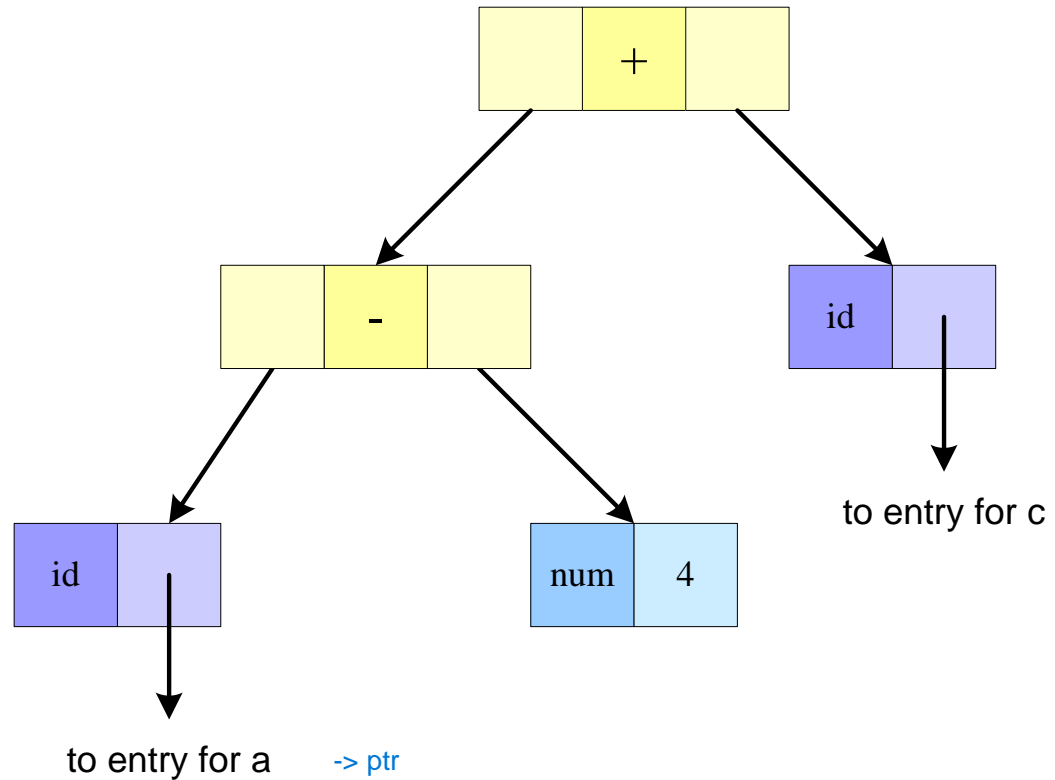 +
-
id
to entry for c
id
num 4
to entry for a -> ptr